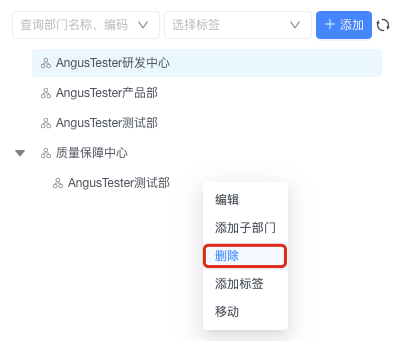 查询部门名称、编码 选择标签 添加
AngusTester研发中心
AngusTester产品部
AngusTester测试部
质量保障中心
AngusTester测试部
编辑
添加子部门
删除
添加标签
移动